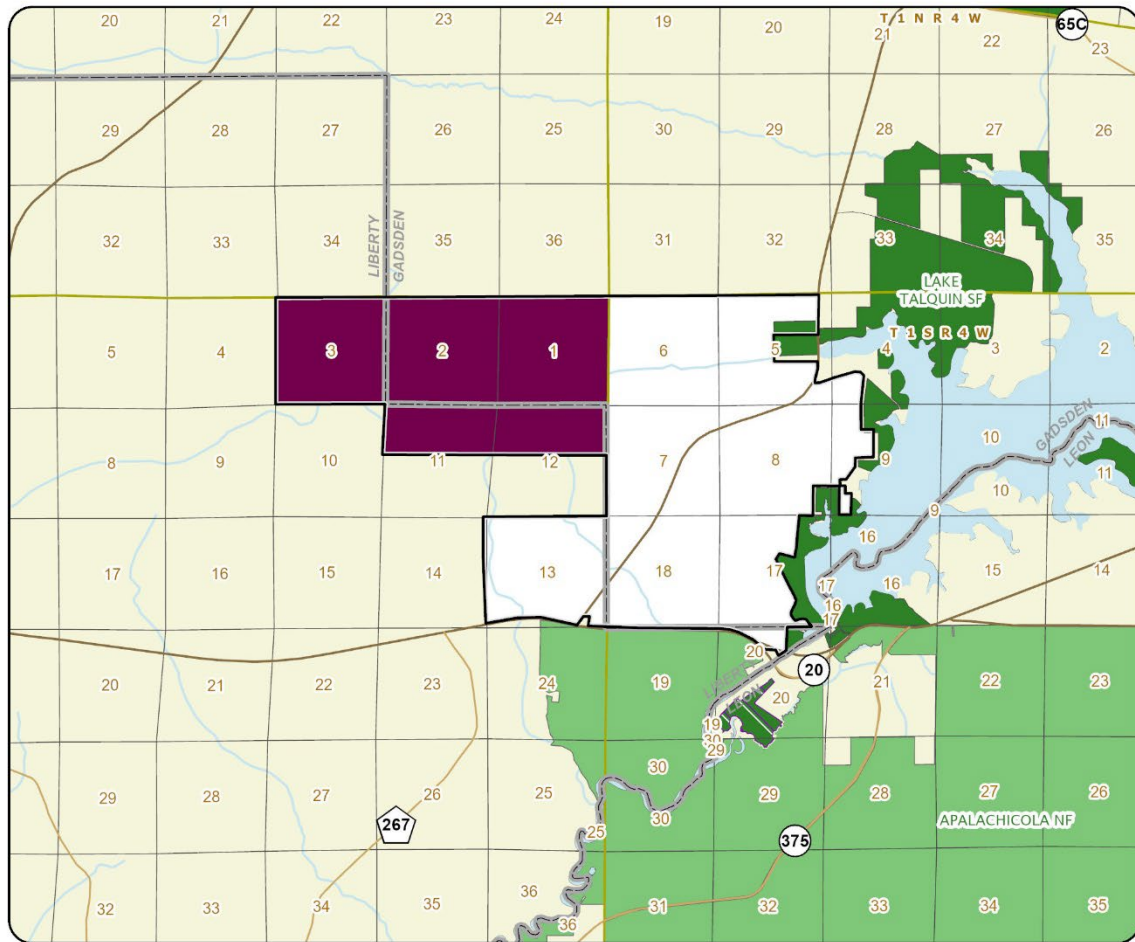 20 21 22 23 24 19 20 T1NR4W 21 22 65C 23
29 28 27 26 25 30 29 28 27 26
32 33 34 LIBERTY GADSDEN 35 36 31 32 33 34 35
LAKE
TALQUIN SF
T1SR4W
5 4 3 2 1 6 5 4 3 2
8 9 10 11 12 7 8 9 10 GADSDEN LEON 11
11
10
9
16
17 16 15 14 13 18 17 17 16 15 14
16
17
20
20 21 22 23 24 19 LIBERTY LEON 20 20 21 22 23
19
30
29
30
29 28 27 26 25 30 29 28 27 26
267 25 375 APALACHICOLA NF
36
32 33 34 35 36 31 32 33 34 35